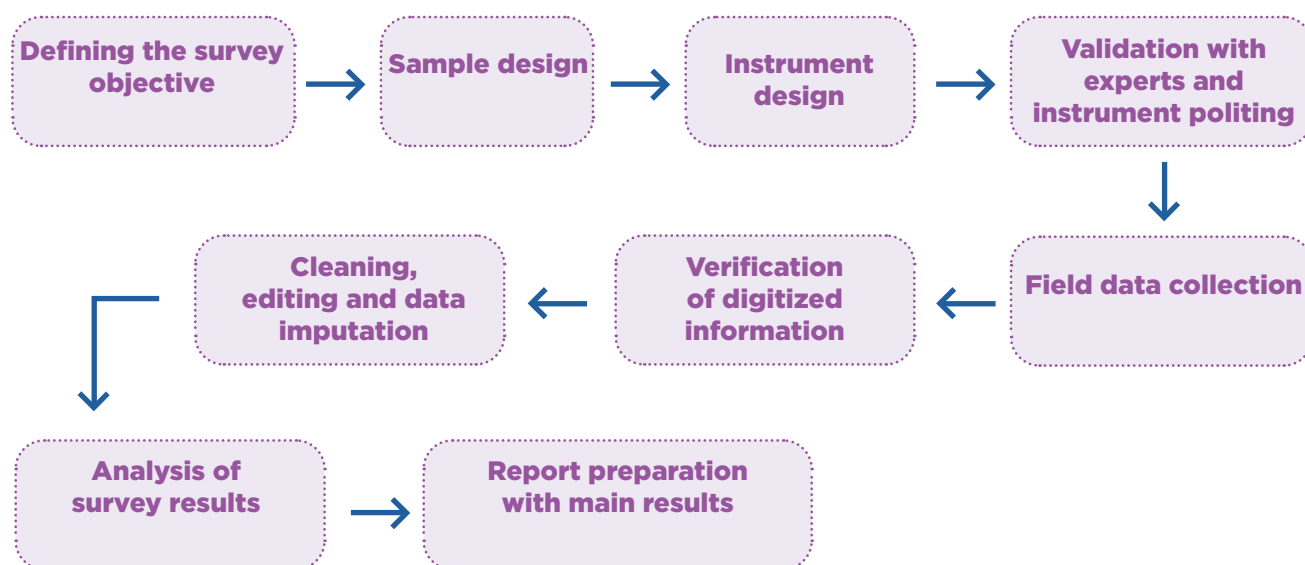 Defining the survey
objective
Sample design
Instrument
design
Validation with
experts and
instrument politing
Field data collection
Verification
of digitized
information
Cleaning,
editing and data
imputation
Analysis of
survey results
Report preparation
with main results